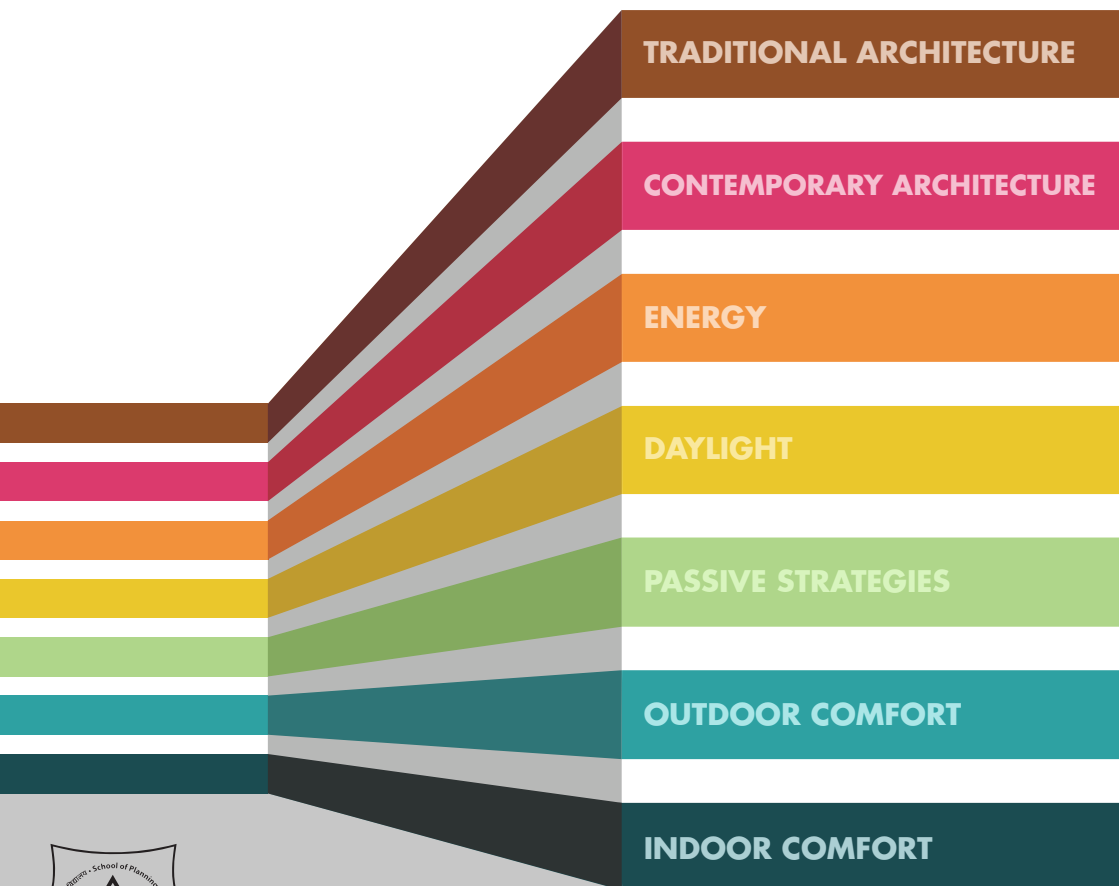 TRADITIONAL ARCHITECTURE
CONTEMPORARY ARCHITECTURE
ENERGY
DAYLIGHT
PASSIVE STRATEGIES
OUTDOOR COMFORT
INDOOR COMFORT
• School of Planning